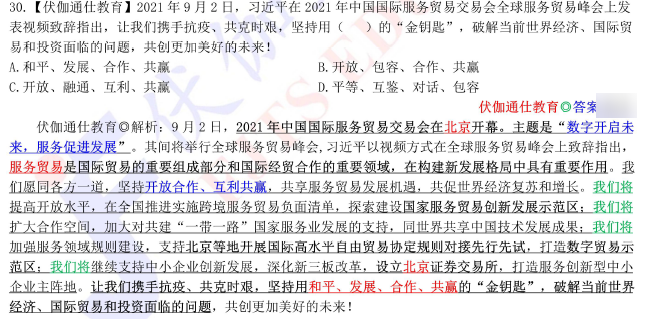 30.【伏伽通仕教育】2021 年 9 月 2 日，习近平在 2021 年中国国际服务贸易交易会全球服务贸易峰会上发
表视频致辞指出，让我们携手抗疫、共克时艰，坚持用（　）的“金钥匙”，破解当前世界经济、国际贸
易和投资面临的问题，共创更加美好的未来！
A.和平、发展、合作、共赢 B.开放、包容、合作、共赢
C.开放、融通、互利、共赢 D.平等、互鉴、对话、包容
伏伽通仕教育◎答案
伏伽通仕教育◎解析：9 月 2 日，2021 年中国国际服务贸易交易会在北京开幕。主题是“数字开启未
来，服务促进发展”。其间将举行全球服务贸易峰会,习近平以视频方式在全球服务贸易峰会上致辞指出，
服务贸易是国际贸易的重要组成部分和国际经贸合作的重要领域，在构建新发展格局中具有重要作用。我
们愿同各方一道，坚持开放合作、互利共赢，共享服务贸易发展机遇，共促世界经济复苏和增长。我们将
提高开放水平，在全国推进实施跨境服务贸易负面清单，探索建设国家服务贸易创新发展示范区；我们将
扩大合作空间，加大对共建“一带一路”国家服务业发展的支持，同世界共享中国技术发展成果；我们将
加强服务领域规则建设，支持北京等地开展国际高水平自由贸易协定规则对接先行先试，打造数字贸易示
范区；我们将继续支持中小企业创新发展，深化新三板改革，设立北京证券交易所，打造服务创新型中小
企业主阵地。让我们携手抗疫、共克时艰，坚持用和平、发展、合作、共赢的“金钥匙”，破解当前世界
经济、国际贸易和投资面临的问题，共创更加美好的未来！